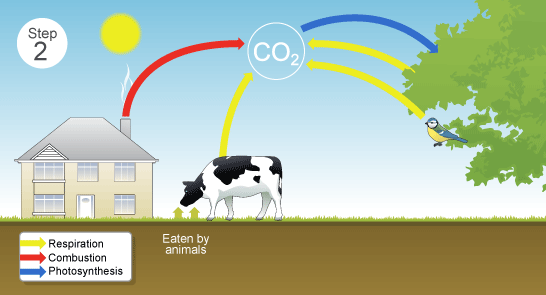 Step
2
CO₂
Respiration
Combustion
Photosynthesis
Eaten by
animals